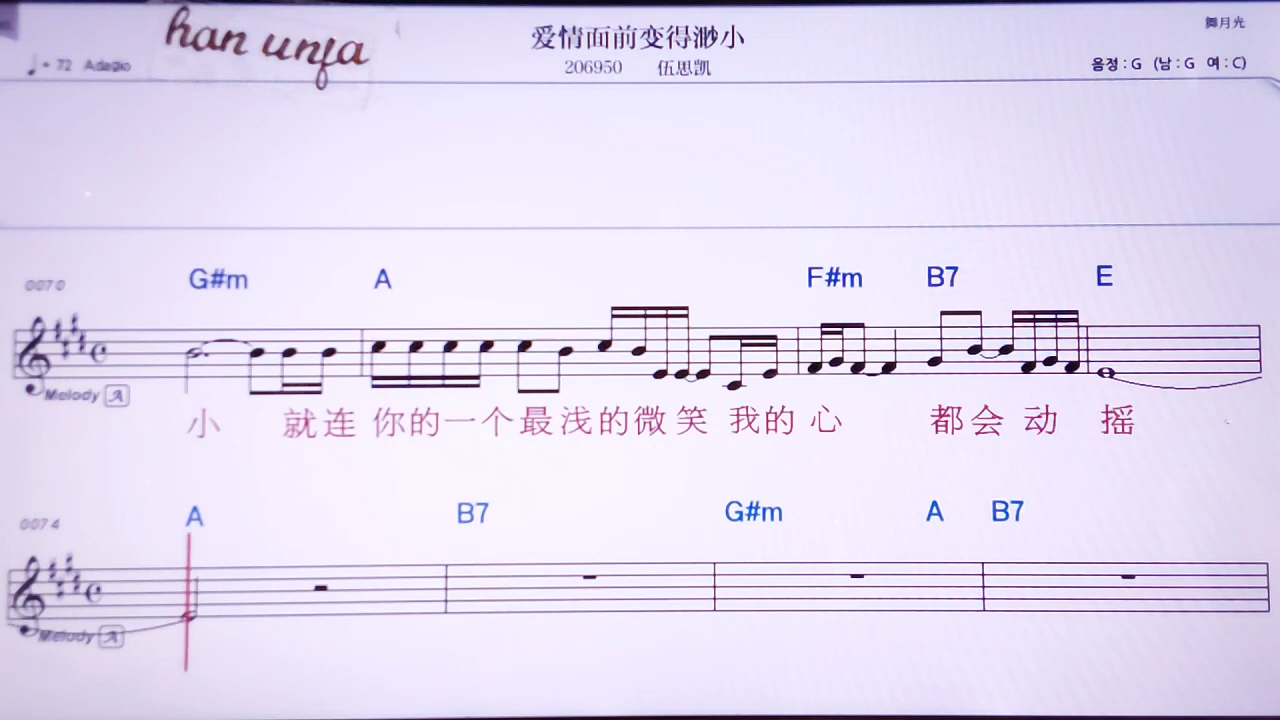 han unja
爱情面前变得渺小
舞月光
♩= 72 Adagio
206950 伍思凯
음정 : G (남 : G 여 : C)
0070
G#m A F#m B7 E
Melody A
小 就连你的一个最浅的微笑 我的心 都会动摇
0074
A B7 G#m A B7
Melody A